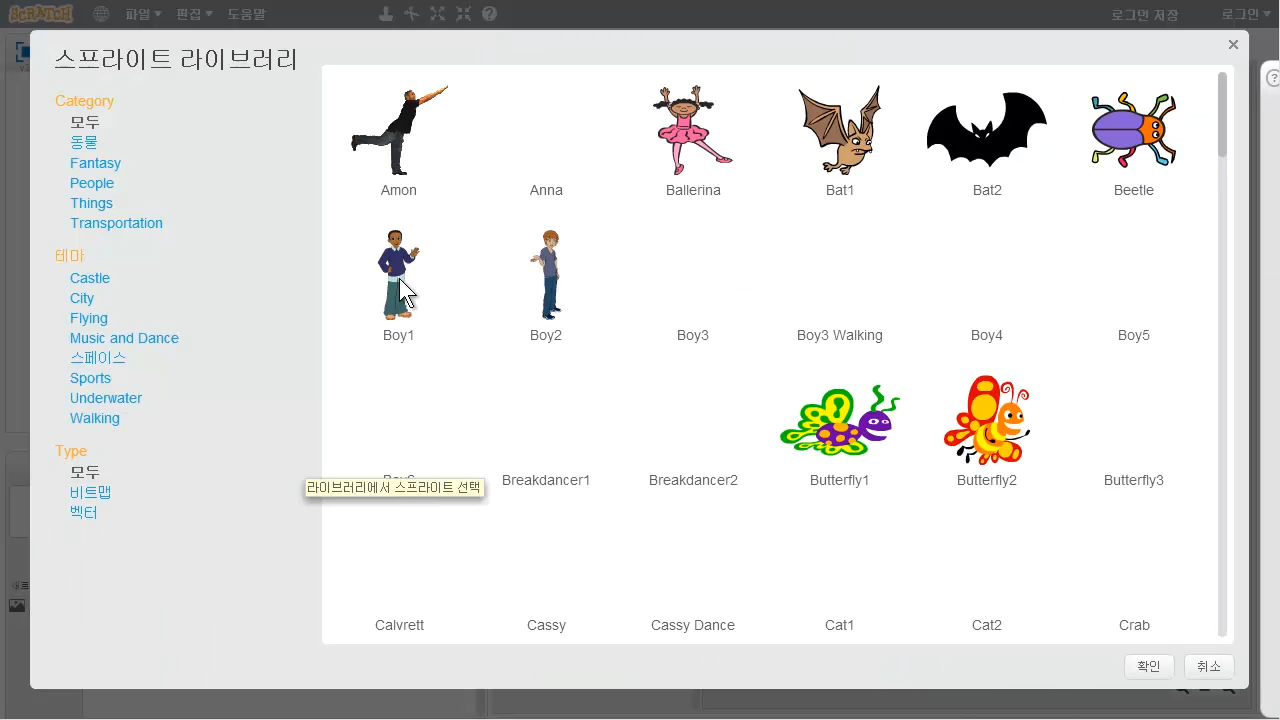 SCRATCH 파일 편집 도움말 로그인 저장 로그인
스프라이트 라이브러리
Category
모두
동물
Fantasy
People
Things
Transportation
테마
Castle
City
Flying
Music and Dance
스페이스
Sports
Underwater
Walking
Type
모두
비트맵
벡터
Amon Anna Ballerina Bat1 Bat2 Beetle
Boy1 Boy2 Boy3 Boy3 Walking Boy4 Boy5
Breakdancer1 Breakdancer2 Butterfly1 Butterfly2 Butterfly3
라이브러리에서 스프라이트 선택
Calvrett Cassy Cassy Dance Cat1 Cat2 Crab
확인 취소